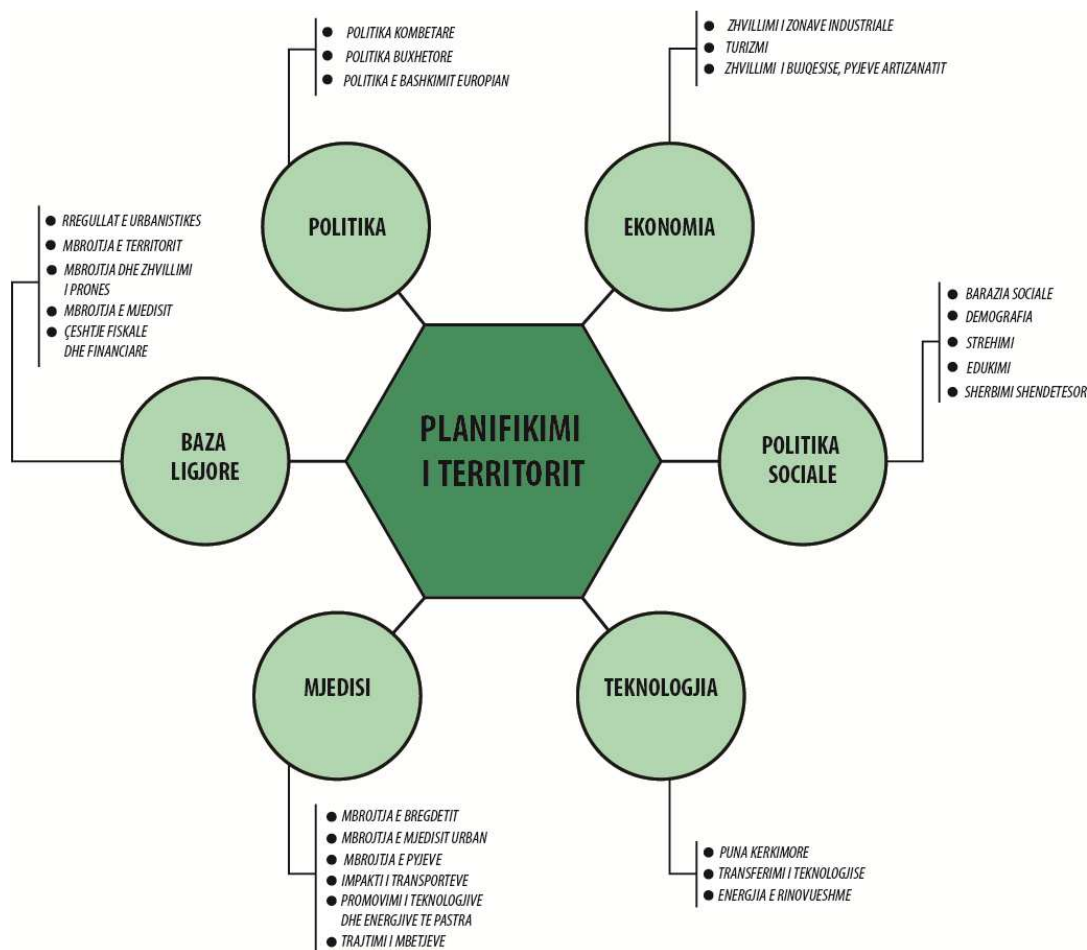 POLITIKA KOMBETARE
POLITIKA BUXHETORE
POLITIKA E BASHKIMIT EUROPIAN
ZHVILLIMI I ZONAVE INDUSTRIALE
TURIZMI
ZHVILLIMI I BUJQESISE, PYJEVE ARTIZANATIT
POLITIKA
EKONOMIA
RREGULLAT E URBANISTIKES
MBROJTJA E TERRITORIT
MBROJTJA DHE ZHVILLIMI
I PRONES
MBROJTJA E MJEDISIT
ÇESHTJE FISKALE
DHE FINANCIARE
BARAZIA SOCIALE
DEMOGRAFIA
STREHIMI
EDUKIMI
SHERBIMI SHENDETESOR
BAZA
LIGJORE
PLANIFIKIMI
I TERRITORIT
POLITIKA
SOCIALE
MJEDISI
TEKNOLOGJIA
MBROJTJA E BREGDETIT
MBROJTJA E MJEDISIT URBAN
MBROJTJA E PYJEVE
IMPAKTI I TRANSPORTEVE
PROMOVIMI I TEKNOLOGJIVE
DHE ENERGJIVE TE PASTRA
TRAJTIMI I MBETJEVE
PUNA KERKIMORE
TRANSFERIMI I TEKNOLOGJISE
ENERGJIA E RINOVUESHME